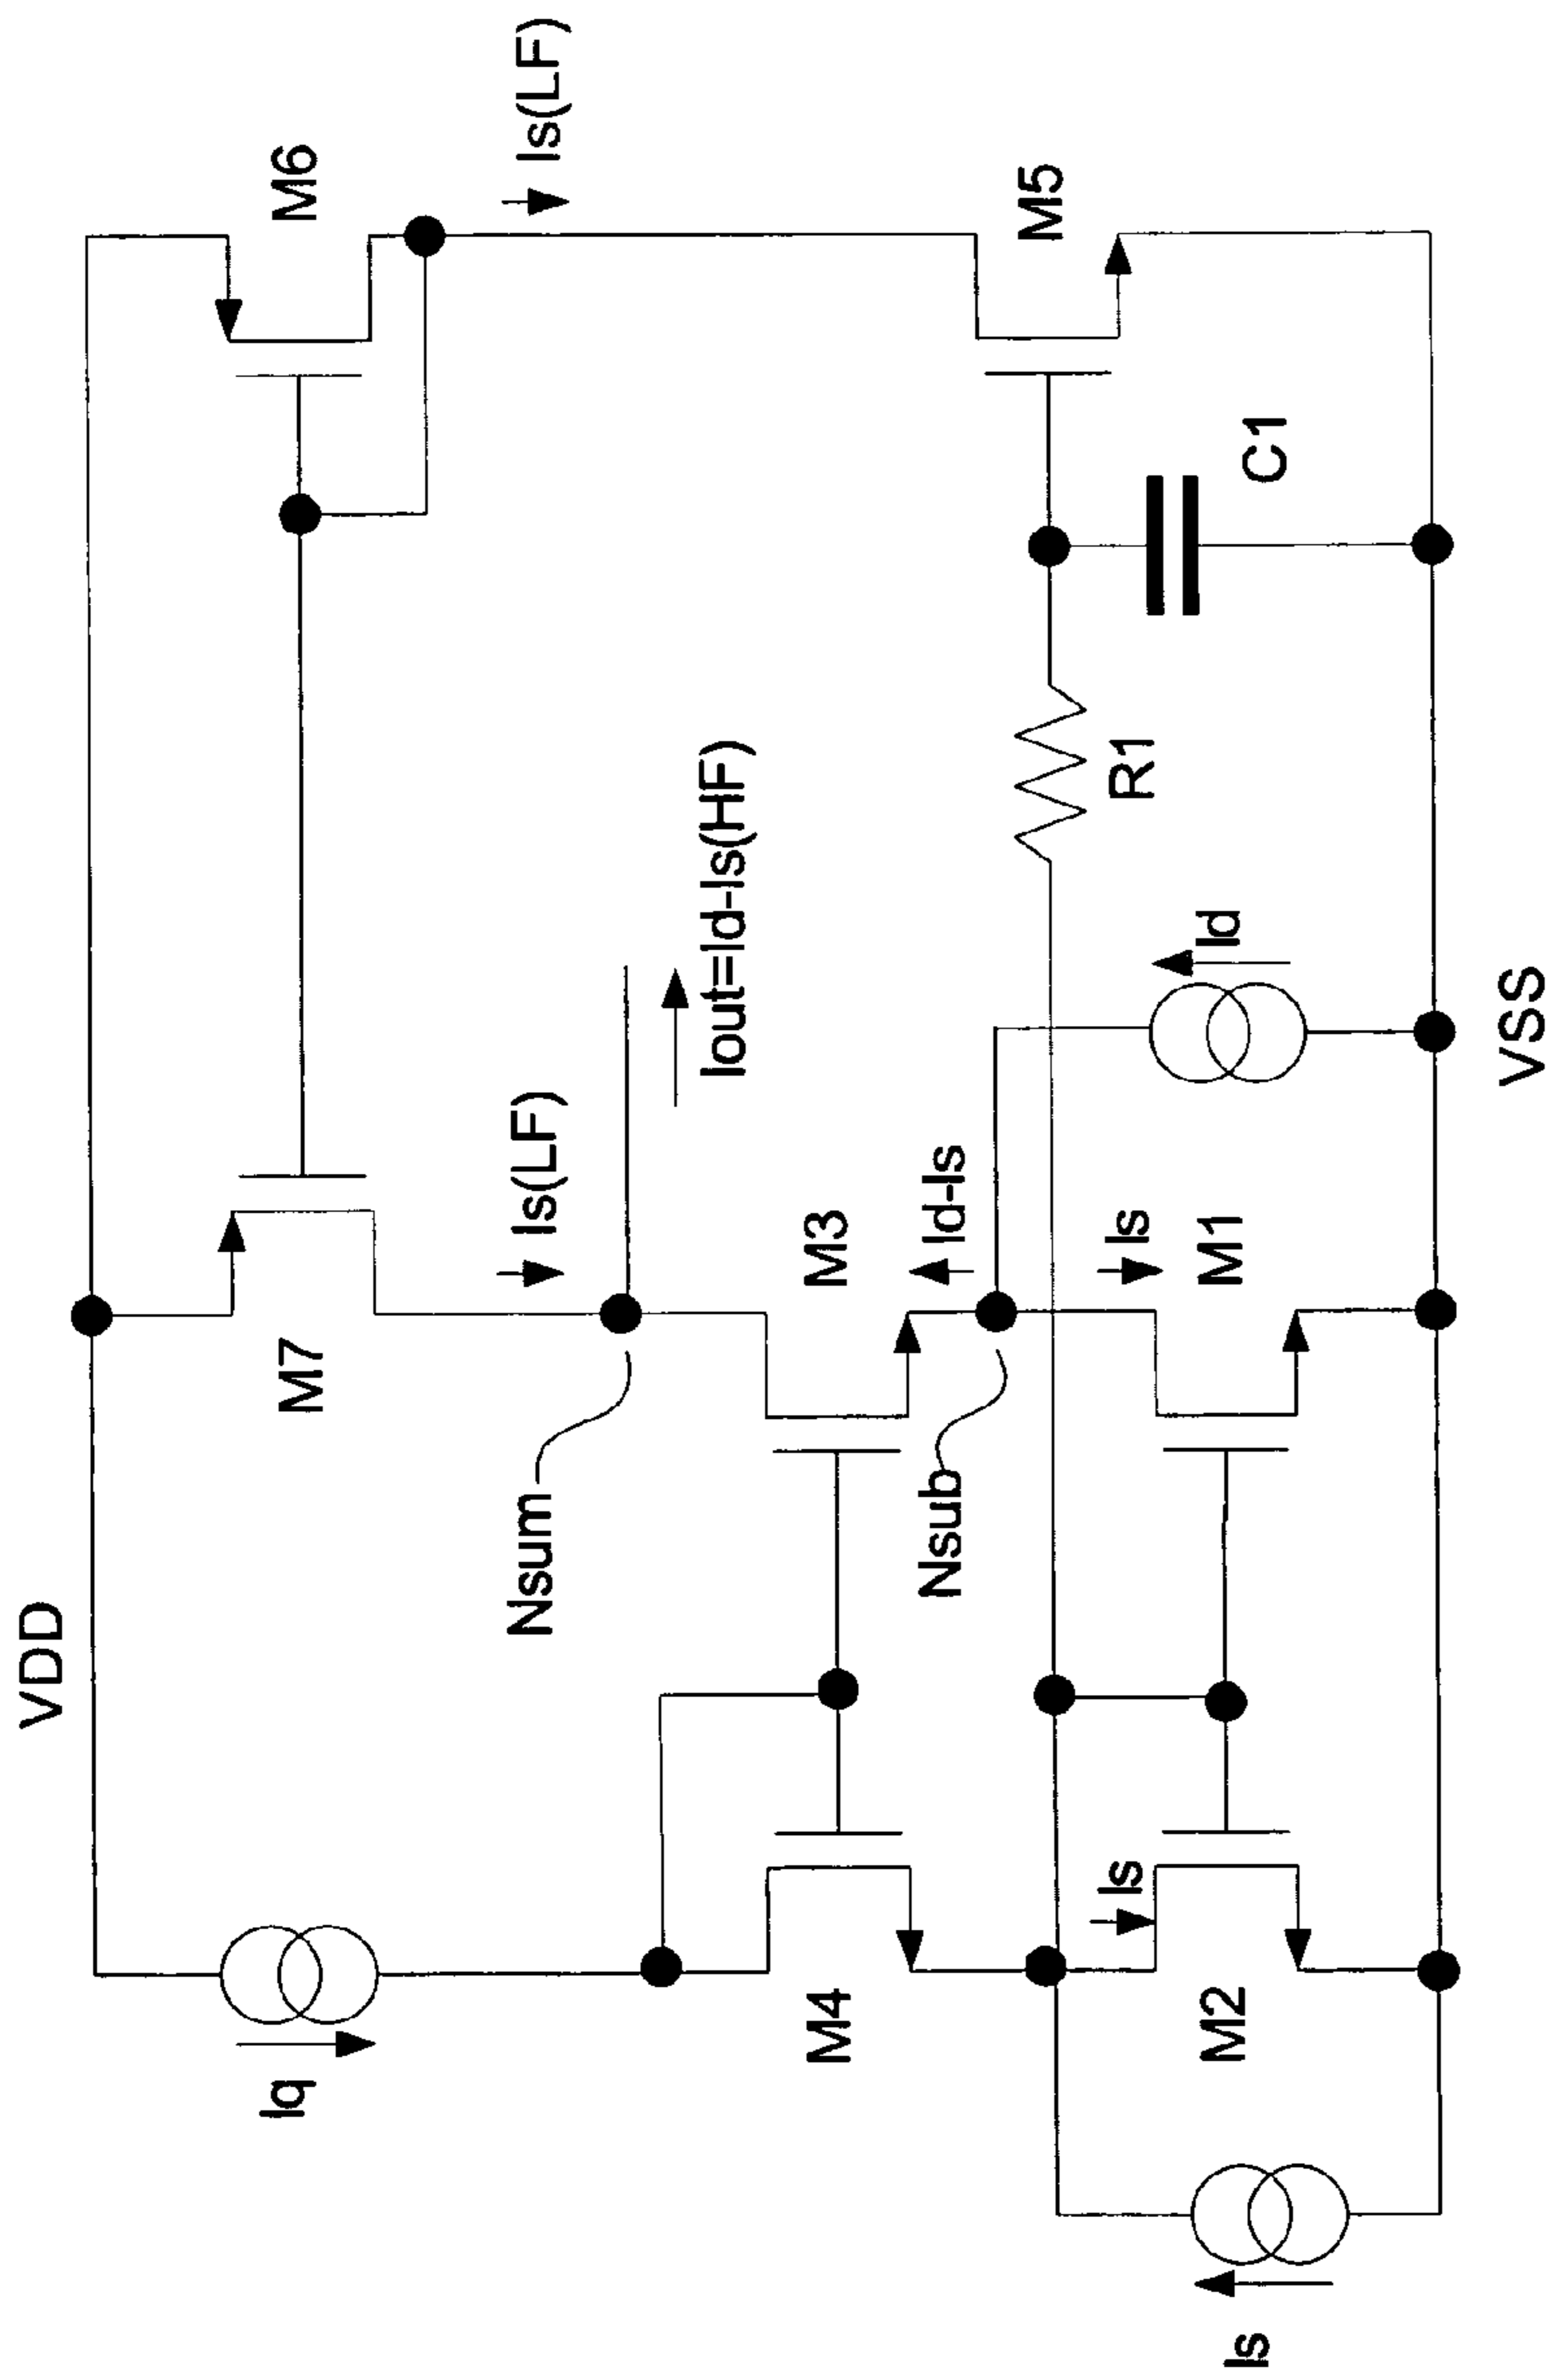 VDD
Iq
M7
M6
Is(LF)
Is(LF)
Nsum
Iout=Id-Is(HF)
M4
M3
Nsub
Id-Is
M5
R1
Is
Is
Id
C1
M2
M1
Is
VSS